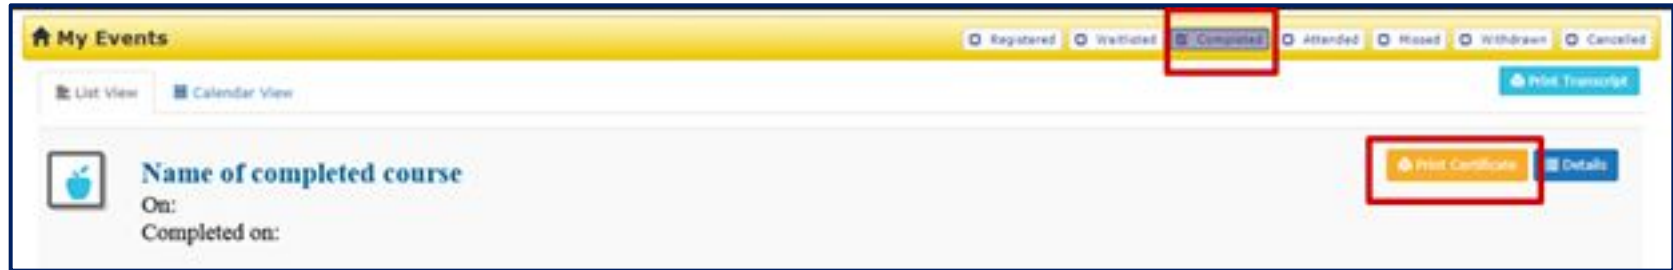 My Events Registered Waitlisted Completed Attended Missed Withdrawn Cancelled
List View Calendar View Print Transcript
Name of completed course Print Certificate Details
On:
Completed on: